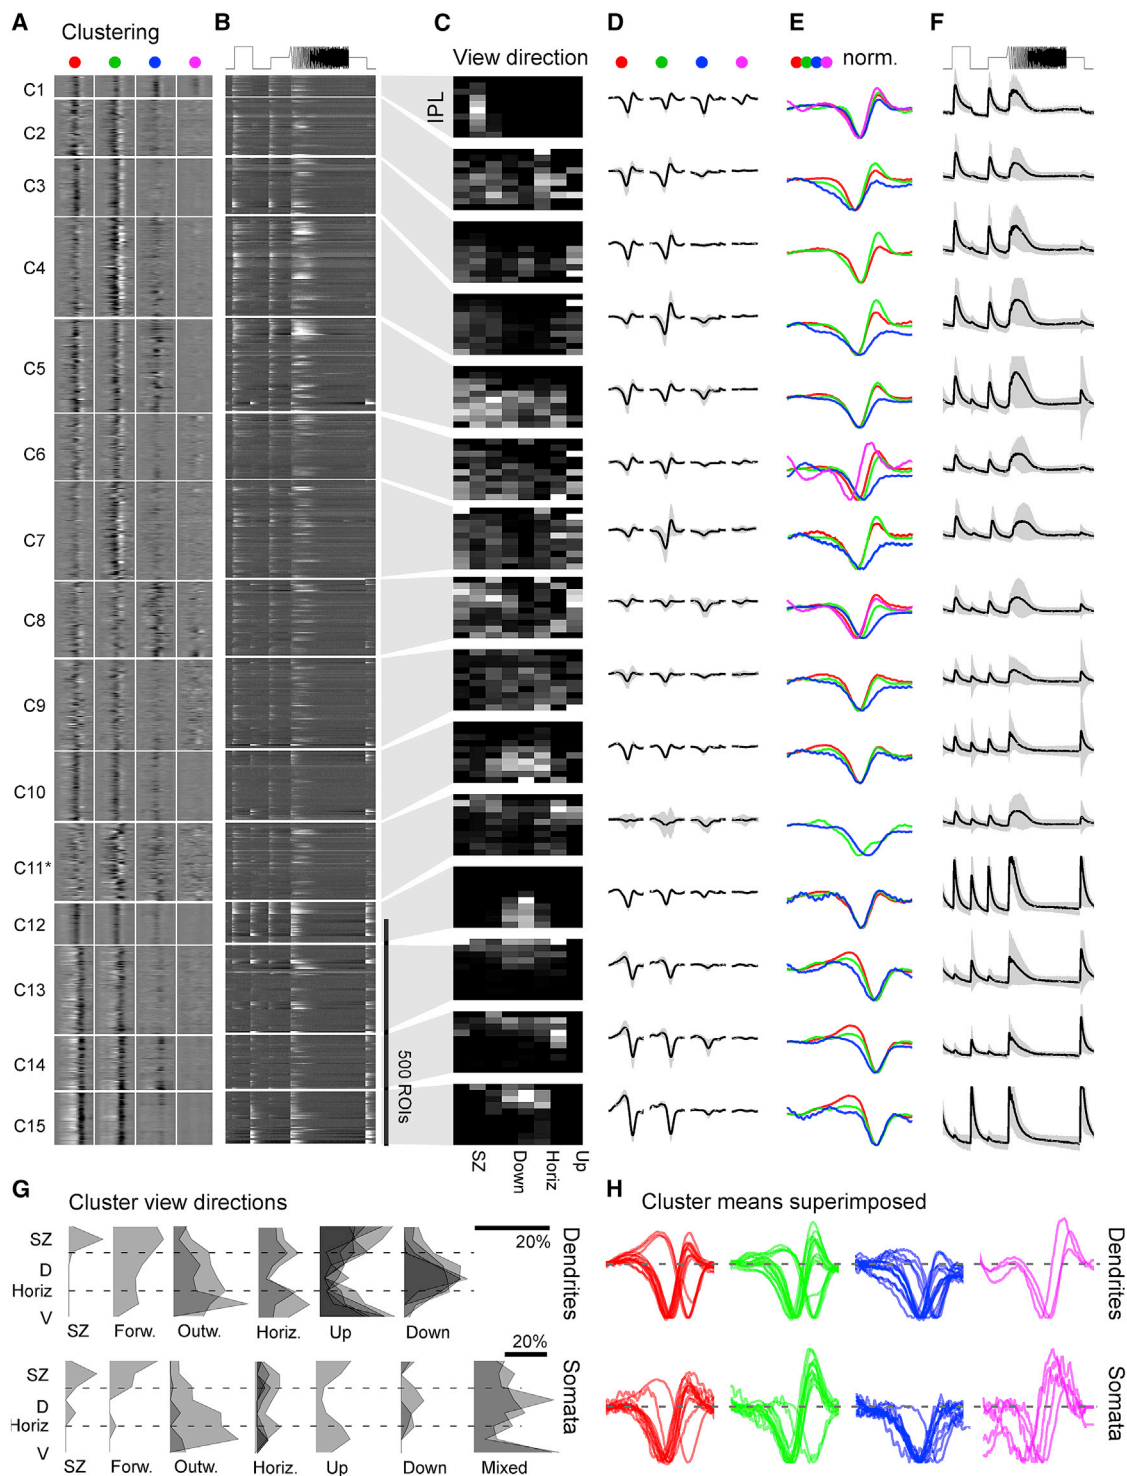 A
Clustering
B
C
View direction
D
E
norm.
F
IPL
C1
C2
C3
C4
C5
C6
C7
C8
C9
C10
C11*
C12
C13
C14
C15
500 ROIs
SZ
Down
Horiz
Up
G
Cluster view directions
20%
SZ
D
Horiz
V
SZ Forw. Outw. Horiz. Up Down
20%
SZ
D
Horiz
V
SZ Forw. Outw. Horiz. Up Down Mixed
H
Cluster means superimposed
Dendrites
Dendrites
Somata
Somata